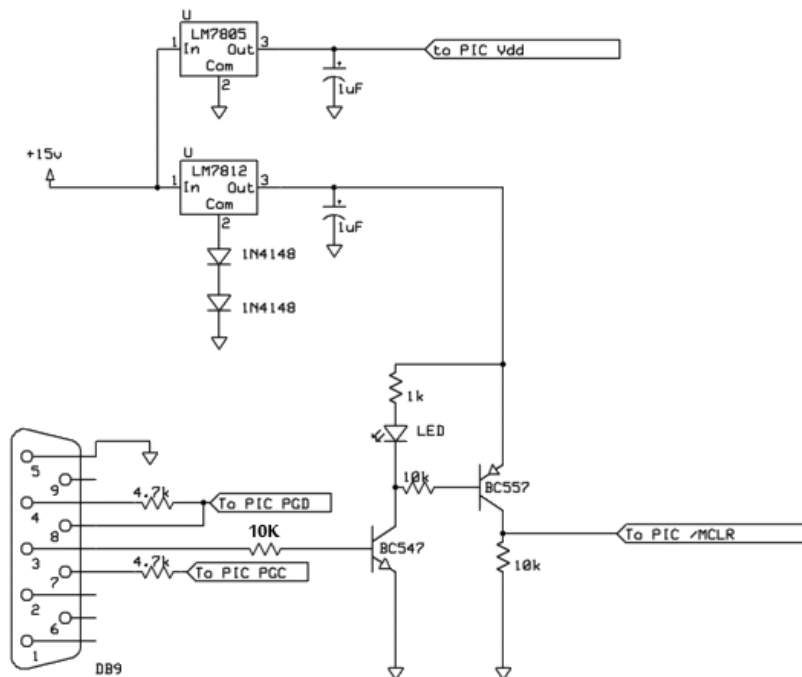 U
LM7805
1 In Out 3
Com
2
1uF
to PIC Vdd
+15v
U
LM7812
1 In Out 3
Com
2
1uF
1N4148
1N4148
1k
LED
10k
BC557
5
9
4.7k
To PIC PGD
4
8
10K
BC547
To PIC /MCLR
3
4.7k
To PIC PGC
10k
7
2
6
1
DB9